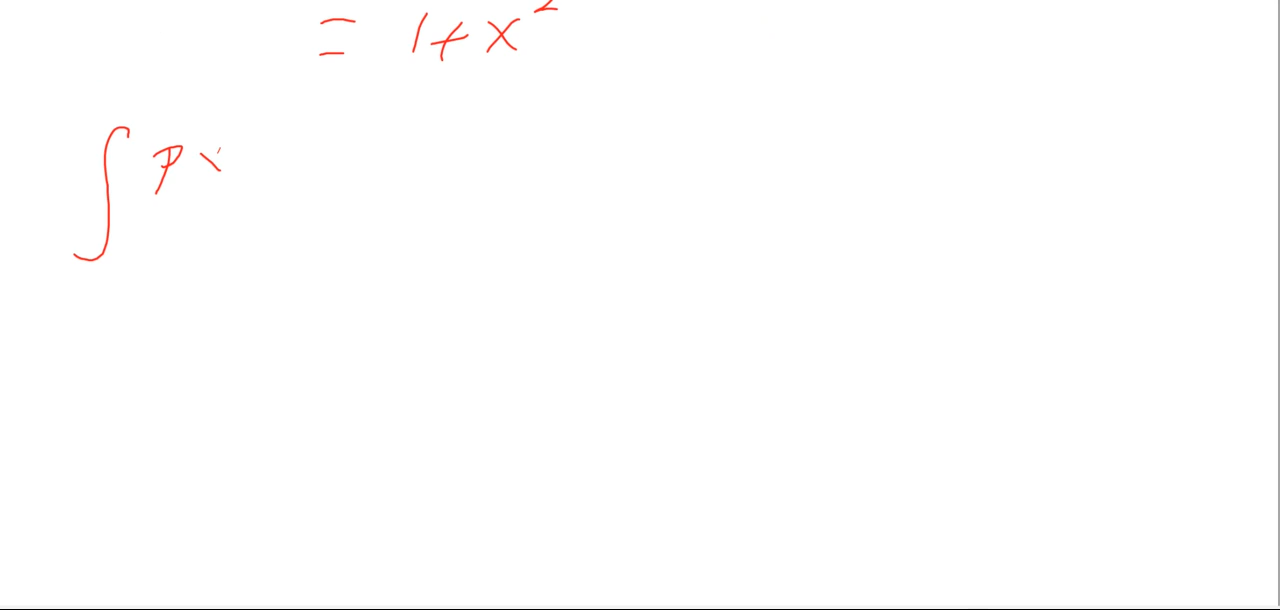 = 1 + x²
∫ p x